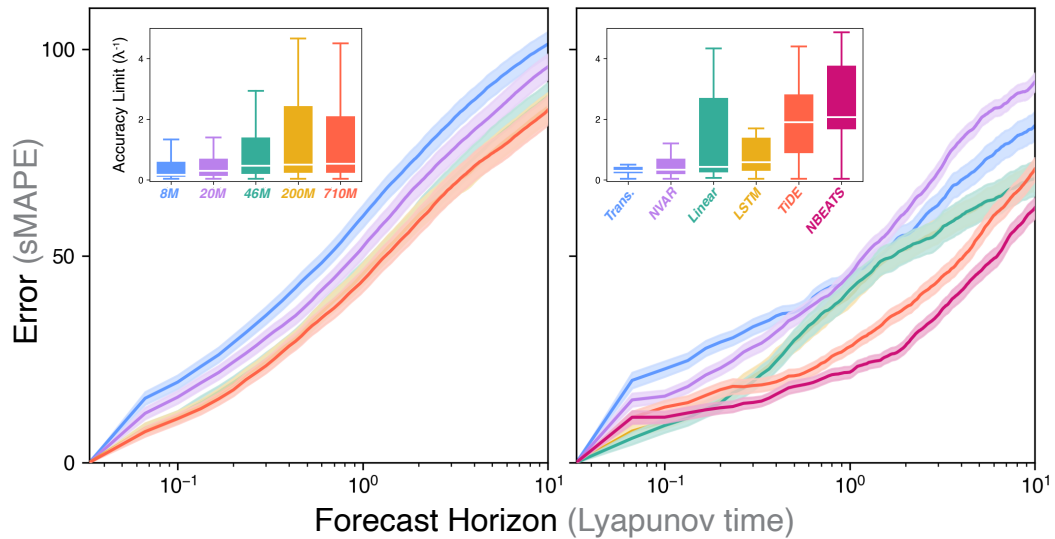 100
50
0
Error (sMAPE)
Accuracy Limit (λ⁻¹)
4
2
0
8M 20M 46M 200M 710M
4
2
0
Trans. NVAR Linear LSTM TiDE NBEATS
10⁻¹ 10⁰ 10¹
10⁻¹ 10⁰ 10¹
Forecast Horizon (Lyapunov time)